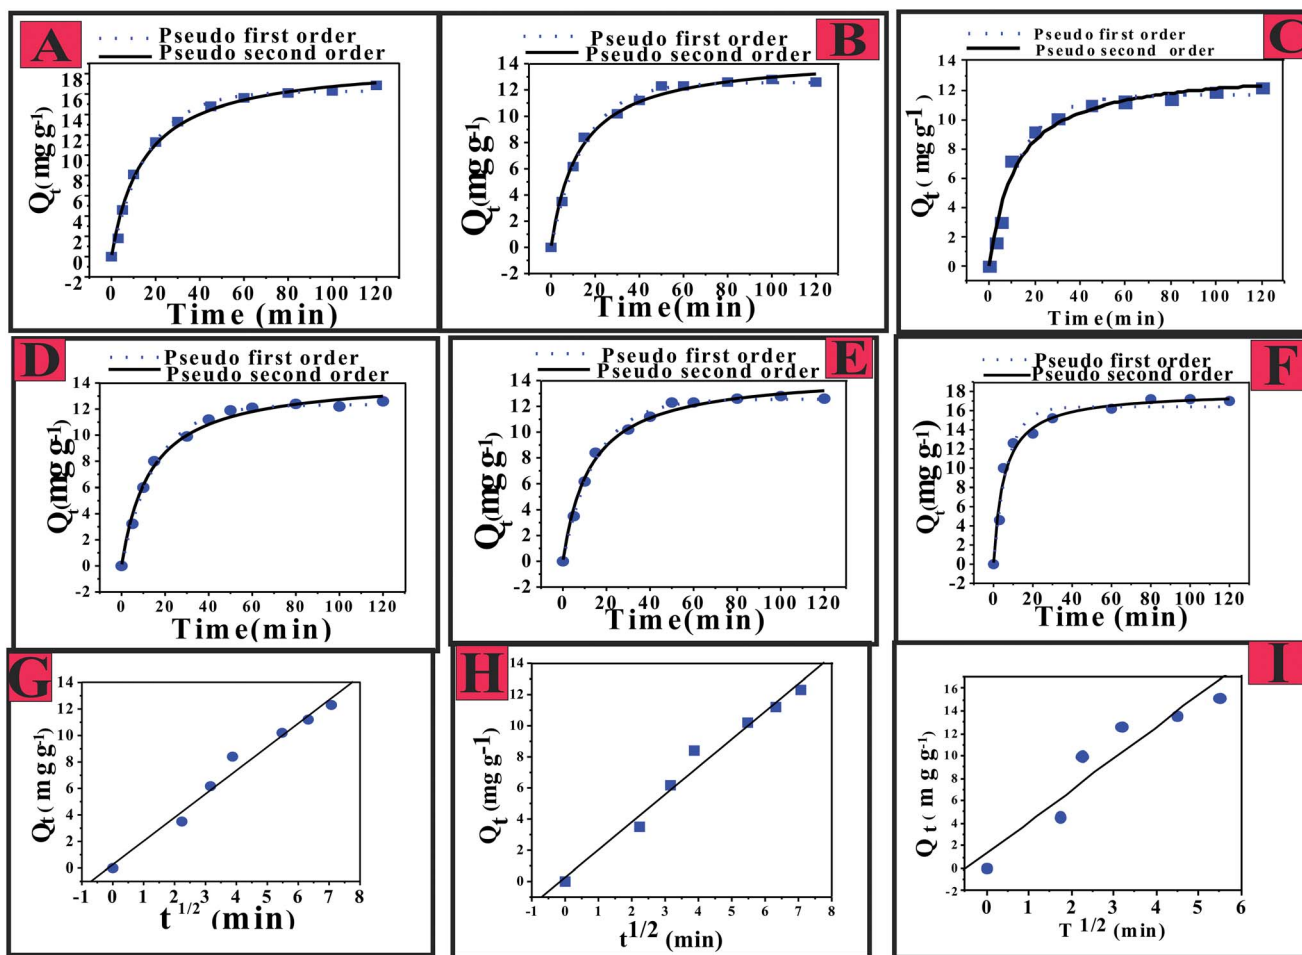 A
Pseudo first order
Pseudo second order
Q t (mg g-1)
18
16
14
12
10
8
6
4
2
0
-2
0 20 40 60 80 100 120
Time (min)
B
Pseudo first order
Pseudo second order
Q t (mg g-1)
14
12
10
8
6
4
2
0
-2
0 20 40 60 80 100 120
Time(min)
C
Pseudo first order
Pseudo second order
Q t ( mg g-1 )
14
12
10
8
6
4
2
0
0 20 40 60 80 100 120
Time(min)
D
Pseudo first order
Pseudo second order
Q t (mg g-1)
14
12
10
8
6
4
2
0
-2
0 20 40 60 80 100 120
Time(min)
E
Pseudo first order
Pseudo second order
Q t (mg g-1)
14
12
10
8
6
4
2
0
-2
0 20 40 60 80 100 120
Time(min)
F
Pseudo first order
Pseudo second order
Q t (mg g-1)
18
16
14
12
10
8
6
4
2
0
-2
0 20 40 60 80 100 120
Time (min)
G
Q t ( mg g-1)
14
12
10
8
6
4
2
0
-1 0 1 2 3 4 5 6 7 8
t 1/2 (min)
H
Q t (mg g-1)
14
12
10
8
6
4
2
0
-1 0 1 2 3 4 5 6 7 8
t1/2 (min)
I
Q t ( m g g-1)
16
14
12
10
8
6
4
2
0
-2
0 1 2 3 4 5 6
T 1/2 (min)